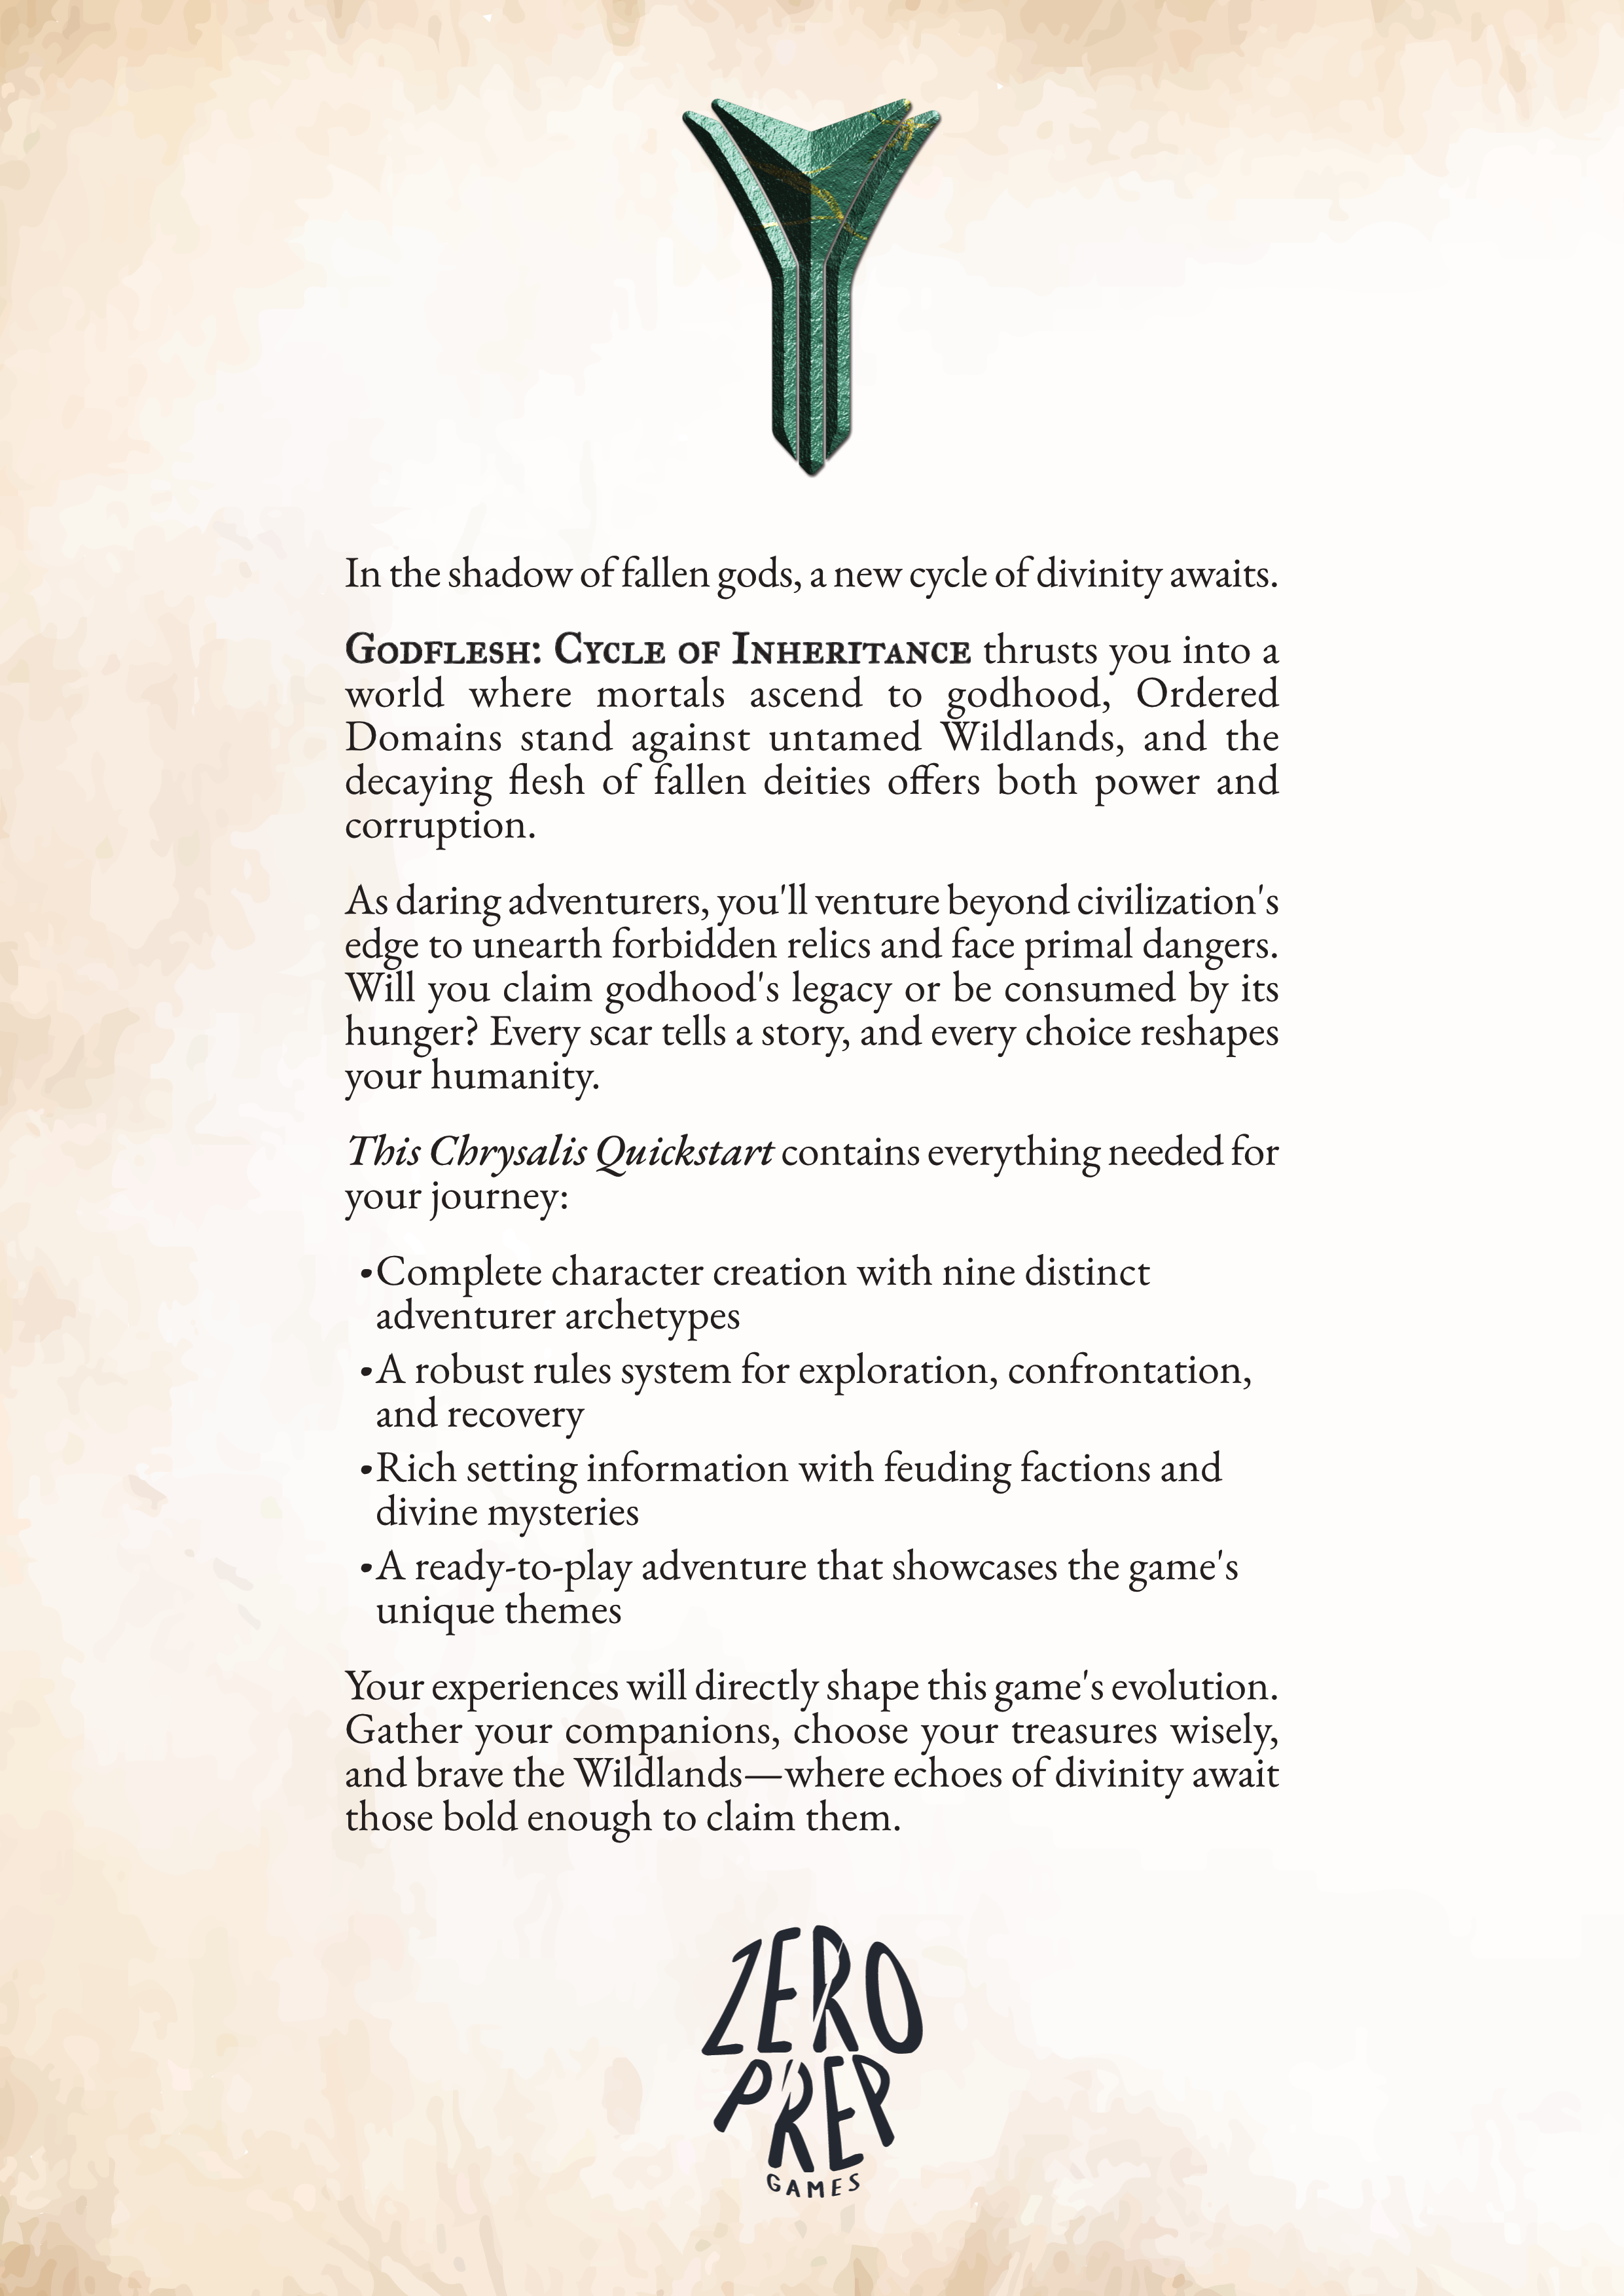 In the shadow of fallen gods, a new cycle of divinity awaits.
Godflesh: Cycle of Inheritance thrusts you into a
world where mortals ascend to godhood, Ordered
Domains stand against untamed Wildlands, and the
decaying flesh of fallen deities offers both power and
corruption.
As daring adventurers, you'll venture beyond civilization's
edge to unearth forbidden relics and face primal dangers.
Will you claim godhood's legacy or be consumed by its
hunger? Every scar tells a story, and every choice reshapes
your humanity.
This Chrysalis Quickstart contains everything needed for
your journey:
•Complete character creation with nine distinct
adventurer archetypes
•A robust rules system for exploration, confrontation,
and recovery
•Rich setting information with feuding factions and
divine mysteries
•A ready-to-play adventure that showcases the game's
unique themes
Your experiences will directly shape this game's evolution.
Gather your companions, choose your treasures wisely,
and brave the Wildlands—where echoes of divinity await
those bold enough to claim them.
ZERO
PREP
GAMES